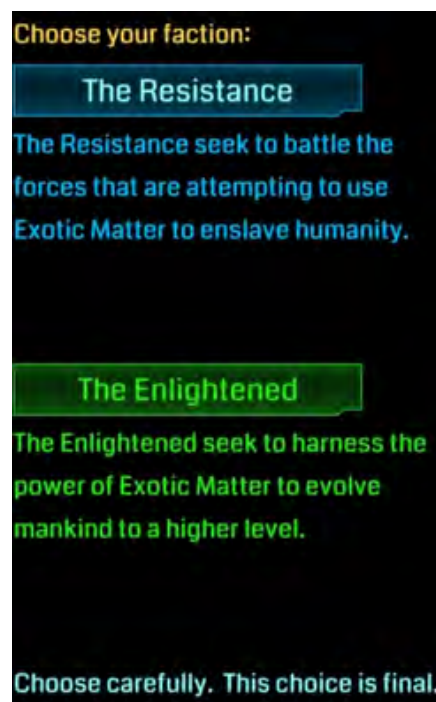 Choose your faction:
The Resistance
The Resistance seek to battle the
forces that are attempting to use
Exotic Matter to enslave humanity.
The Enlightened
The Enlightened seek to harness the
power of Exotic Matter to evolve
mankind to a higher level.
Choose carefully. This choice is final.